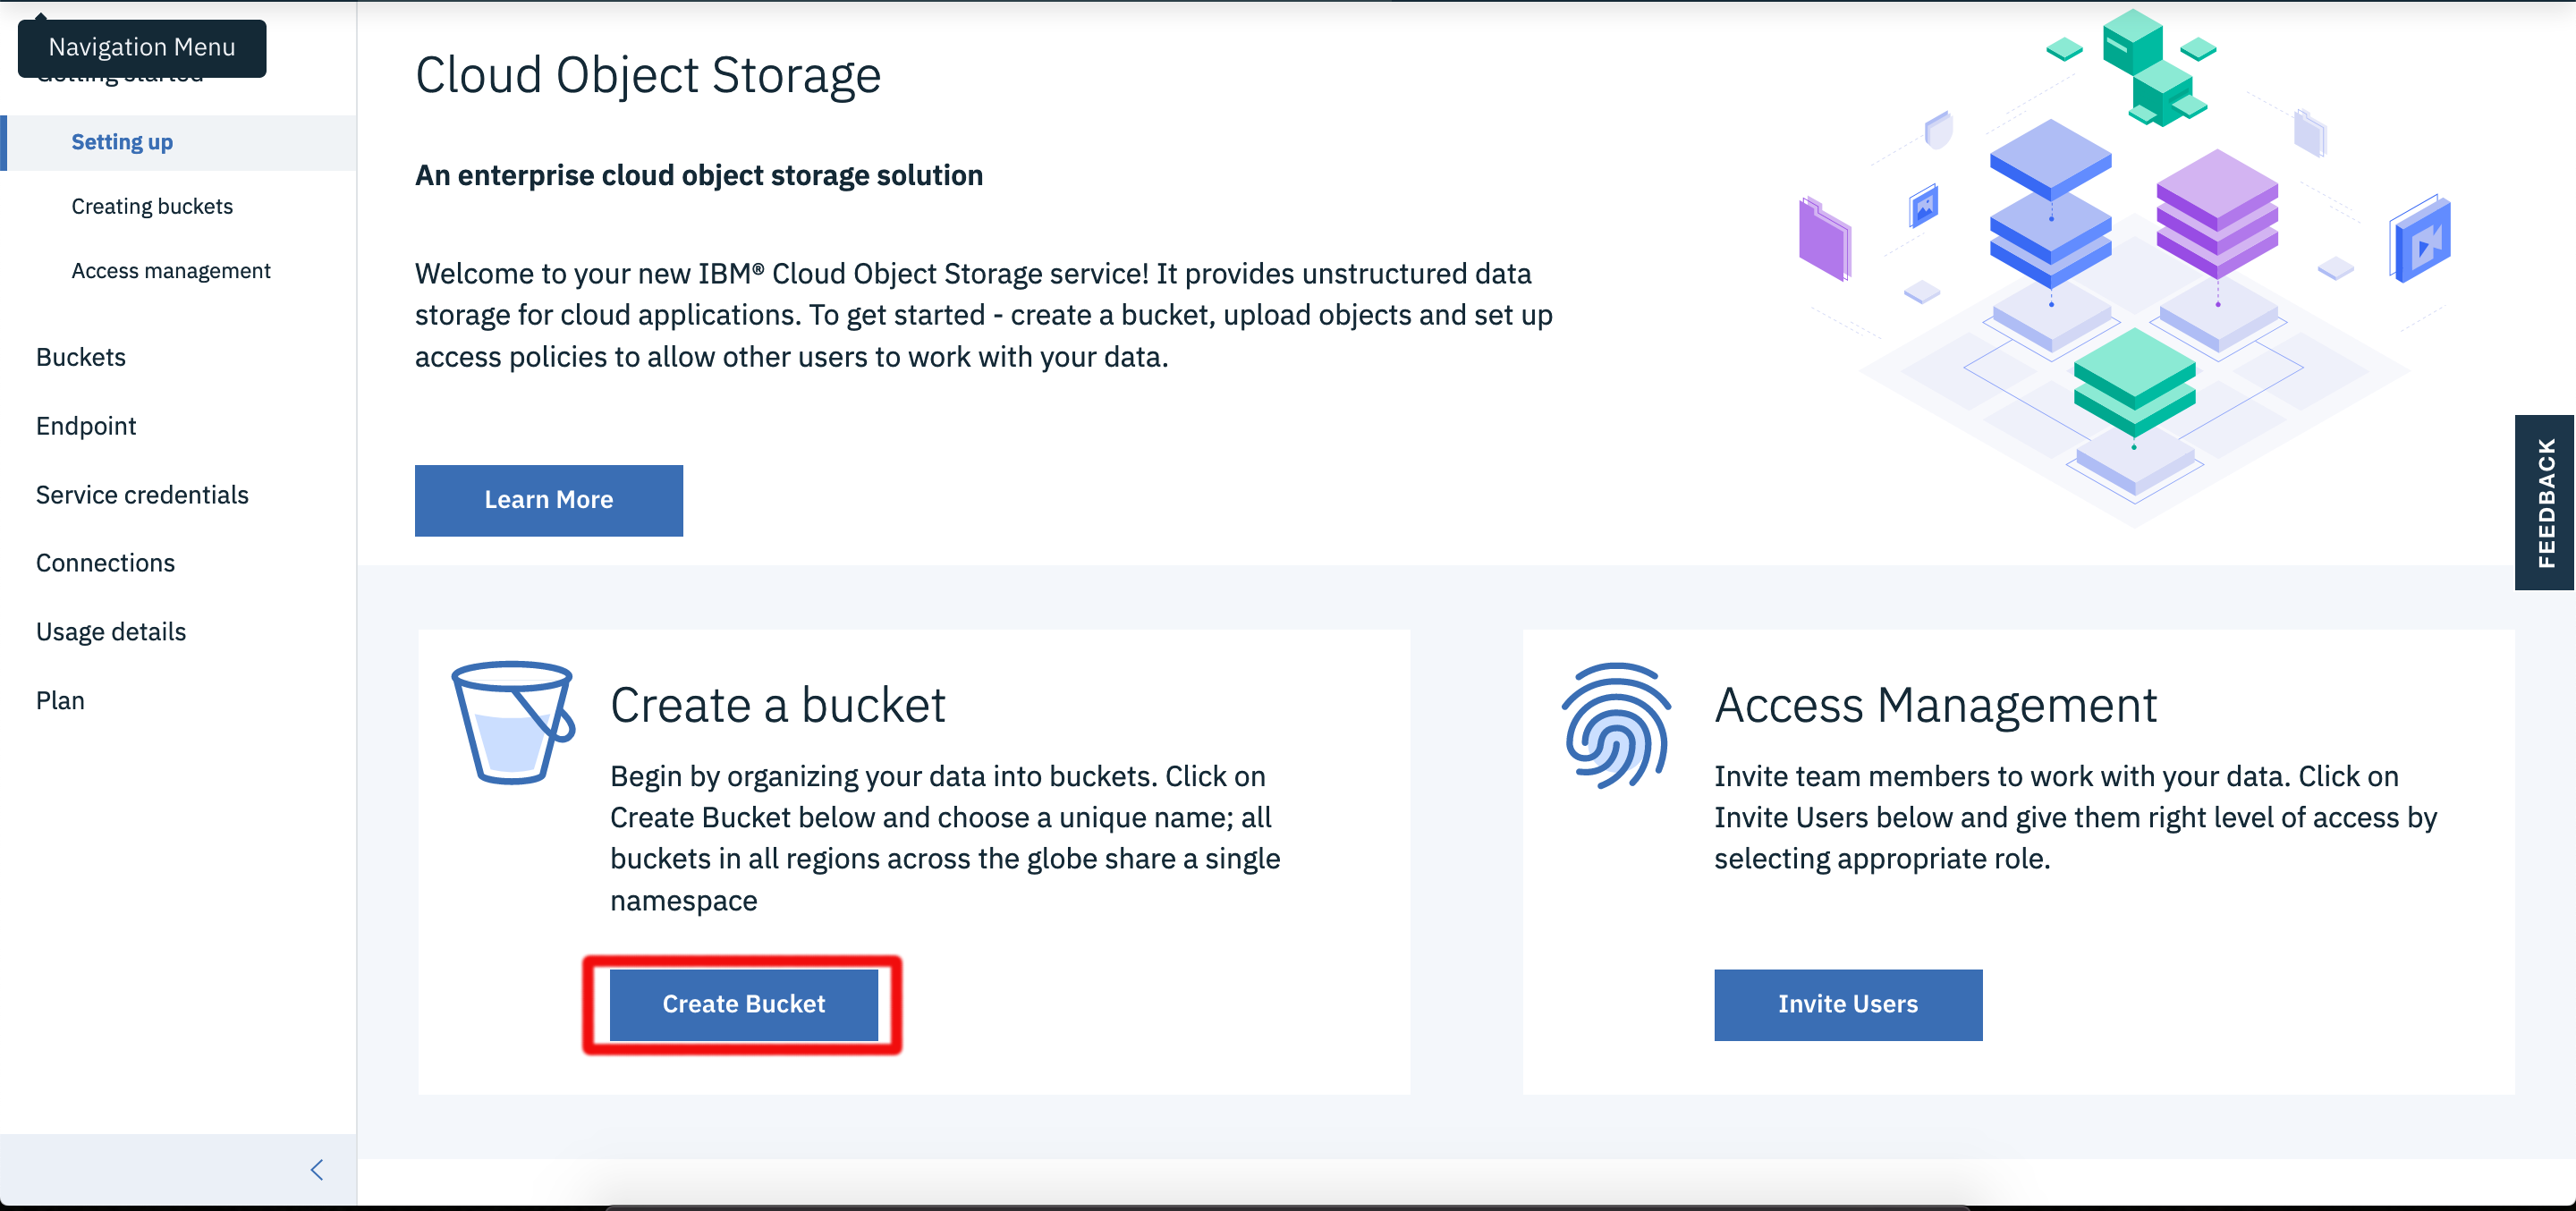 Navigation Menu
Getting started
Setting up
Creating buckets
Access management
Buckets
Endpoint
Service credentials
Connections
Usage details
Plan
Cloud Object Storage
An enterprise cloud object storage solution
Welcome to your new IBM® Cloud Object Storage service! It provides unstructured data
storage for cloud applications. To get started - create a bucket, upload objects and set up
access policies to allow other users to work with your data.
Learn More
FEEDBACK
Create a bucket
Begin by organizing your data into buckets. Click on
Create Bucket below and choose a unique name; all
buckets in all regions across the globe share a single
namespace
Create Bucket
Access Management
Invite team members to work with your data. Click on
Invite Users below and give them right level of access by
selecting appropriate role.
Invite Users